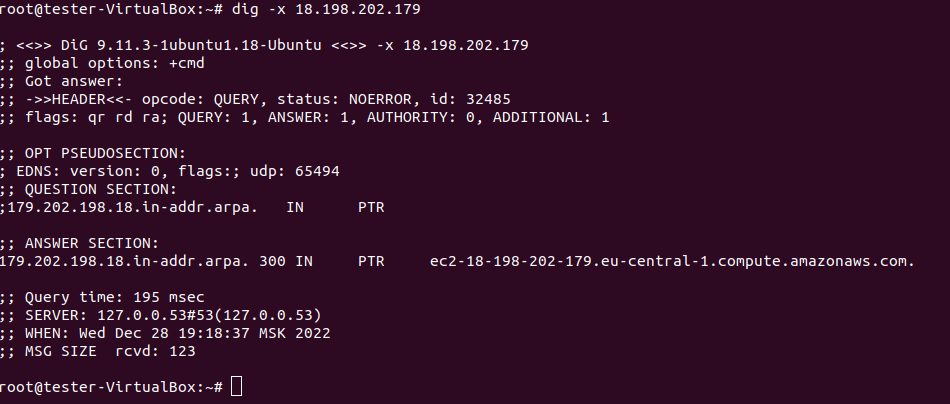 root@tester-VirtualBox:~# dig -x 18.198.202.179
; <<>> DiG 9.11.3-1ubuntu1.18-Ubuntu <<>> -x 18.198.202.179
;; global options: +cmd
;; Got answer:
;; ->>HEADER<<- opcode: QUERY, status: NOERROR, id: 32485
;; flags: qr rd ra; QUERY: 1, ANSWER: 1, AUTHORITY: 0, ADDITIONAL: 1
;; OPT PSEUDOSECTION:
; EDNS: version: 0, flags:; udp: 65494
;; QUESTION SECTION:
;179.202.198.18.in-addr.arpa. IN PTR
;; ANSWER SECTION:
179.202.198.18.in-addr.arpa. 300 IN PTR ec2-18-198-202-179.eu-central-1.compute.amazonaws.com.
;; Query time: 195 msec
;; SERVER: 127.0.0.53#53(127.0.0.53)
;; WHEN: Wed Dec 28 19:18:37 MSK 2022
;; MSG SIZE rcvd: 123
root@tester-VirtualBox:~#